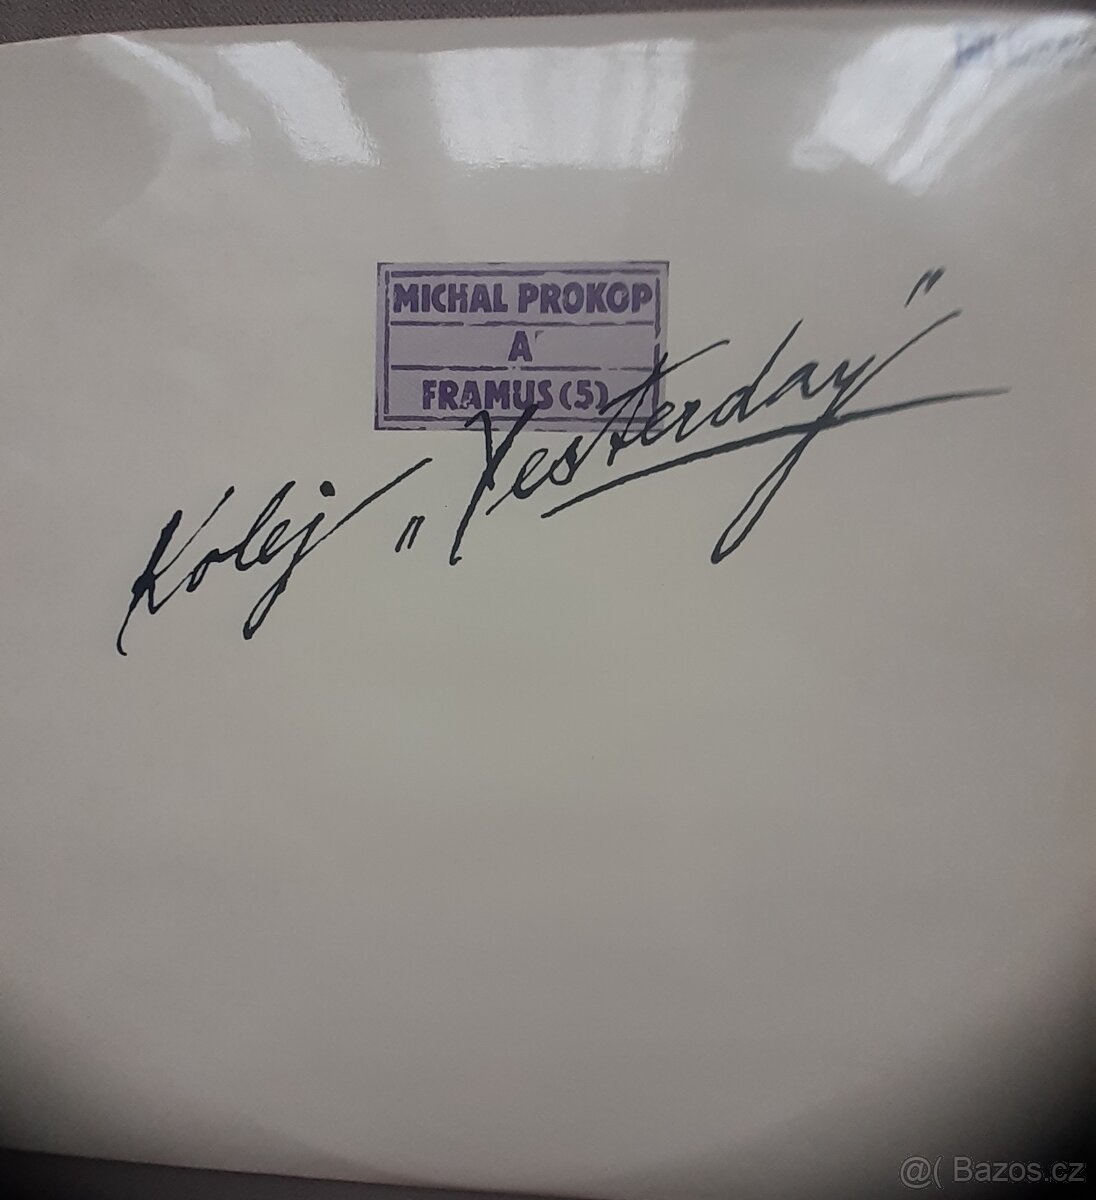 MICHAL PROKOP
A
FRAMUS (5)
Kolej „Yesterday"
@( Bazos.cz